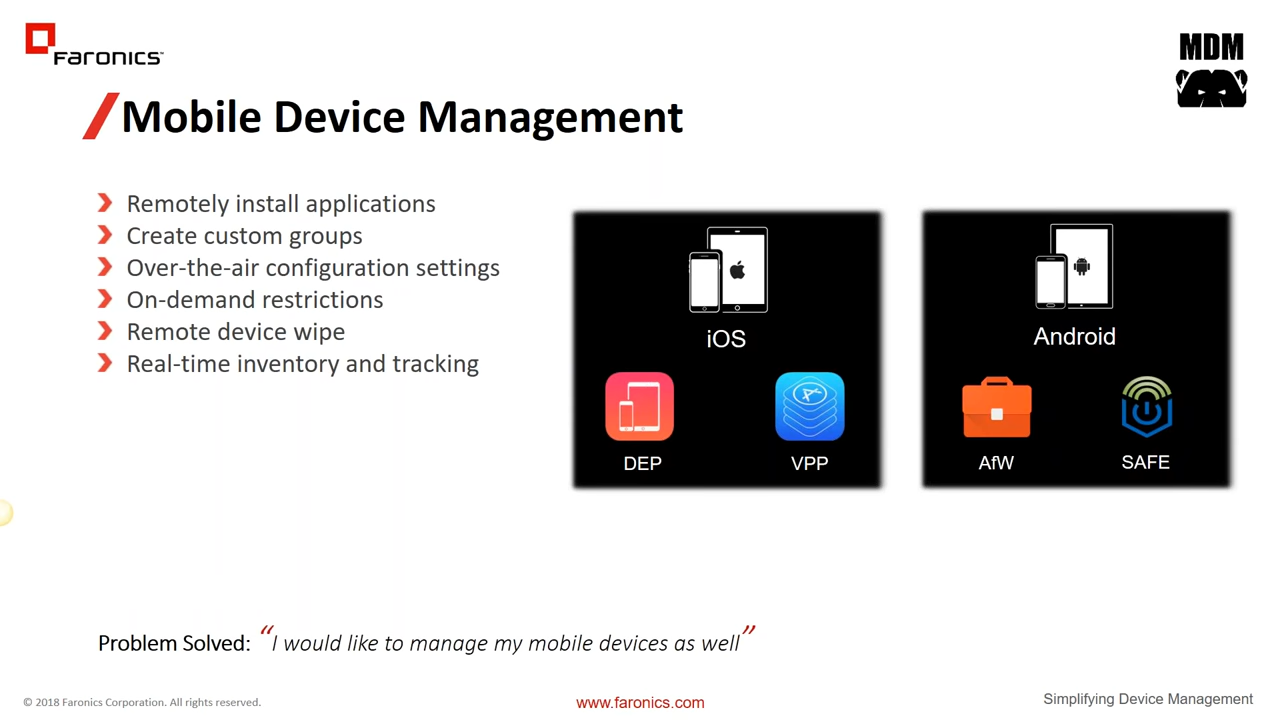 FARONICS™
MDM
Mobile Device Management
Remotely install applications
Create custom groups
Over-the-air configuration settings
On-demand restrictions
Remote device wipe
Real-time inventory and tracking
iOS
DEP
VPP
Android
AfW
SAFE
Problem Solved: “I would like to manage my mobile devices as well”
© 2018 Faronics Corporation. All rights reserved.
www.faronics.com
Simplifying Device Management